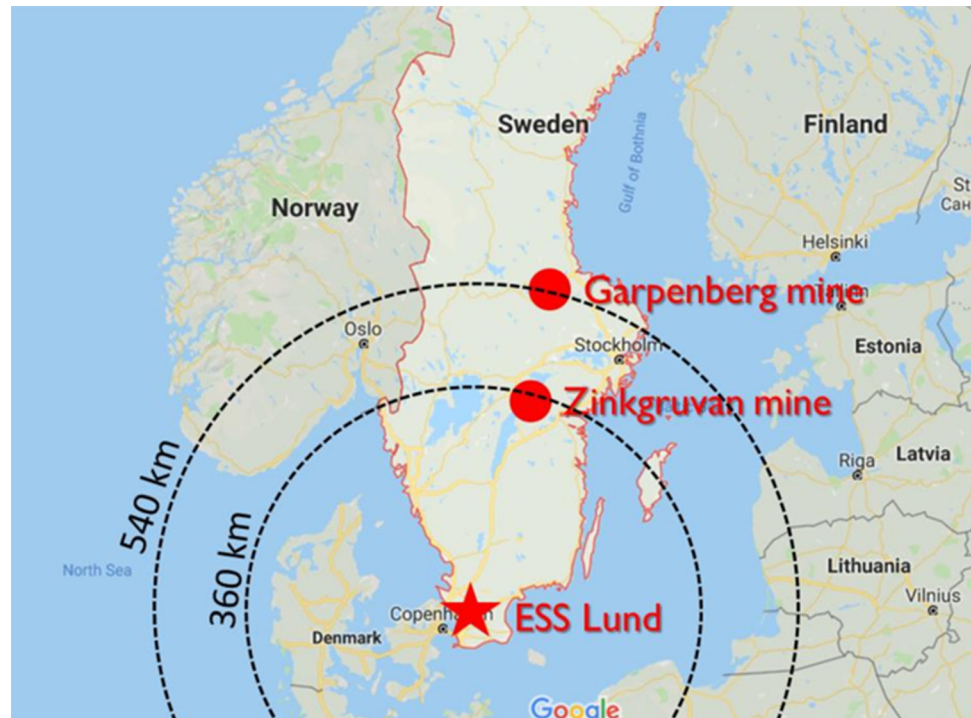 Sweden
Finland
Gulf of Bothnia
Norway
Helsinki
Garpenberg mine
Oslo
Stockholm
Estonia
Zinkgruvan mine
Riga
Latvia
540 km
360 km
North Sea
Lithuania
Vilnius
ESS Lund
Denmark
Google